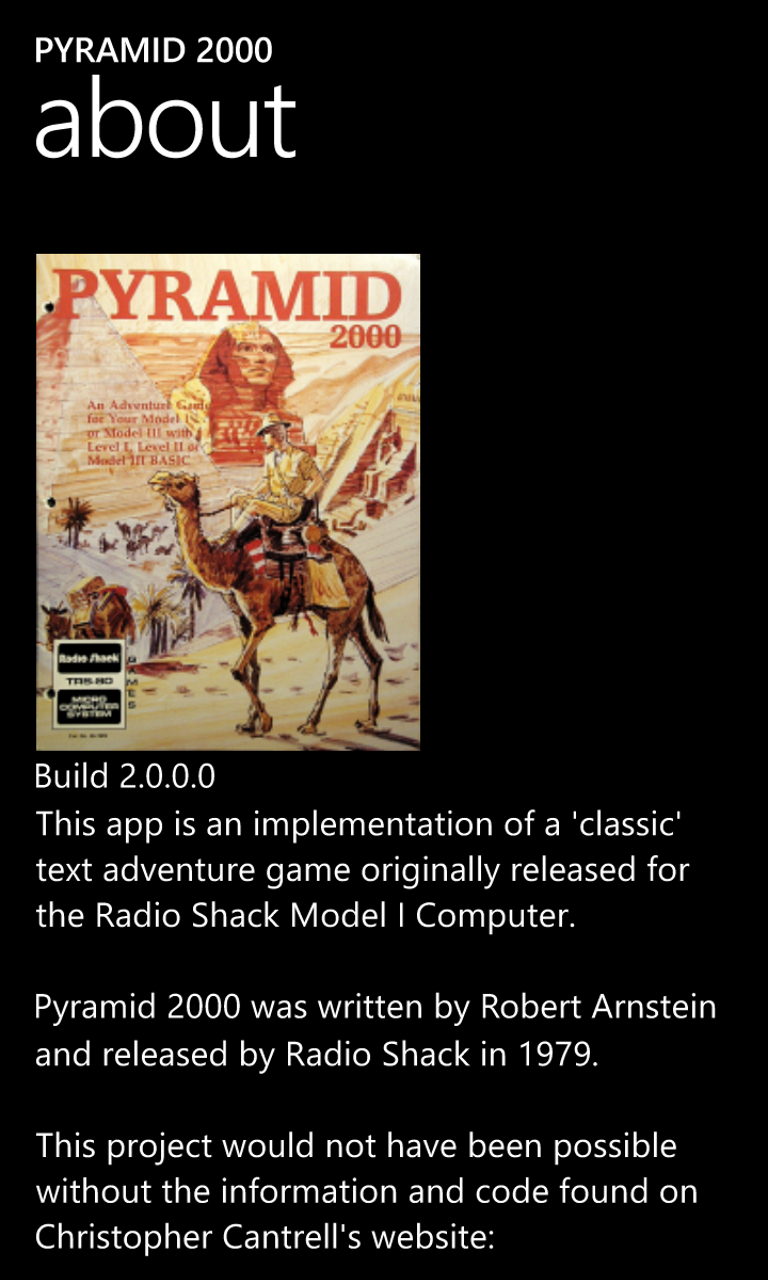 PYRAMID 2000
about
PYRAMID
2000
An Adventure Game
for Your Model I
or Model III with
Level I, Level II or
Model III BASIC
Radio Shack
TRS-80
MICRO
COMPUTER
SYSTEM
GAMES
Build 2.0.0.0
This app is an implementation of a 'classic'
text adventure game originally released for
the Radio Shack Model I Computer.
Pyramid 2000 was written by Robert Arnstein
and released by Radio Shack in 1979.
This project would not have been possible
without the information and code found on
Christopher Cantrell's website: